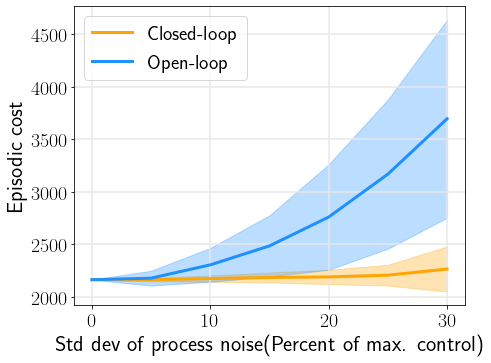 Closed-loop
Open-loop
Episodic cost
4500
4000
3500
3000
2500
2000
0
10
20
30
Std dev of process noise(Percent of max. control)